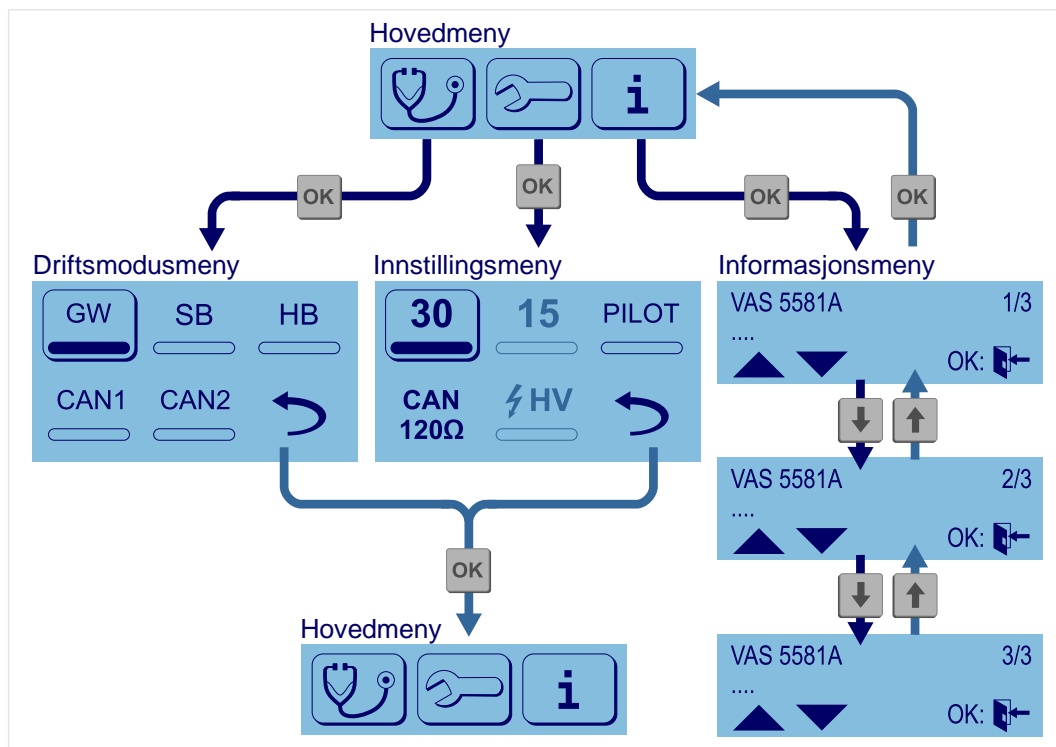 Hovedmeny
i
OK
OK
OK
OK
Driftsmodusmeny
GW SB HB
CAN1 CAN2
Innstillingsmeny
30 15 PILOT
CAN 120Ω
HV
Informasjonsmeny
VAS 5581A 1/3
....
OK:
VAS 5581A 2/3
....
OK:
VAS 5581A 3/3
....
OK:
OK
Hovedmeny
i